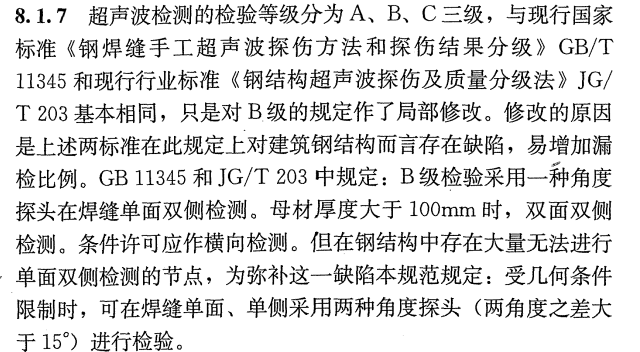 8.1.7 超声波检测的检验等级分为 A、B、C 三级，与现行国家
标准《钢焊缝手工超声波探伤方法和探伤结果分级》GB/T
11345 和现行行业标准《钢结构超声波探伤及质量分级法》JG/
T 203 基本相同，只是对 B 级的规定作了局部修改。修改的原因
是上述两标准在此规定上对建筑钢结构而言存在缺陷，易增加漏
检比例。GB 11345 和 JG/T 203 中规定：B 级检验采用一种角度
探头在焊缝单面双侧检测。母材厚度大于 100mm 时，双面双侧
检测。条件许可应作横向检测。但在钢结构中存在大量无法进行
单面双侧检测的节点，为弥补这一缺陷本规范规定：受几何条件
限制时，可在焊缝单面、单侧采用两种角度探头（两角度之差大
于 15°）进行检验。